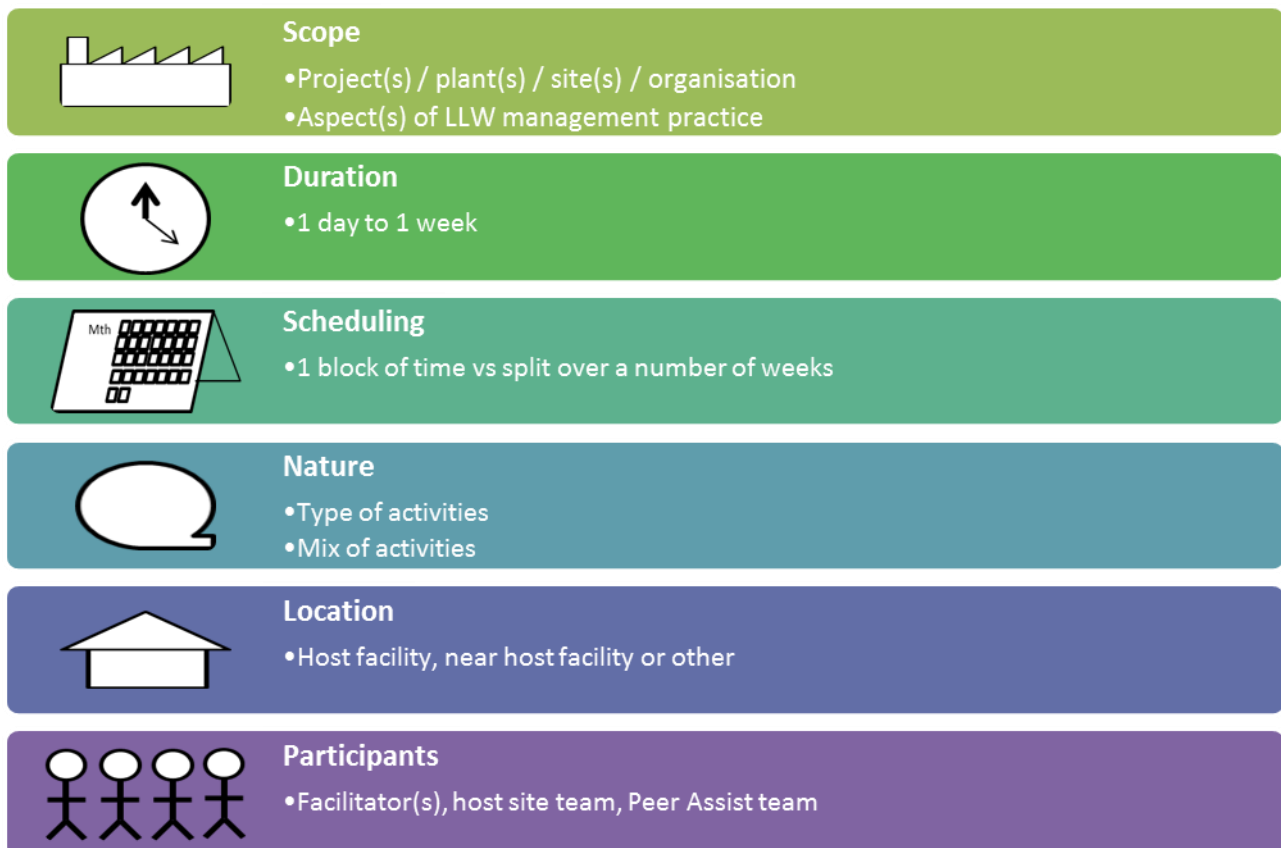 Scope
•Project(s) / plant(s) / site(s) / organisation
•Aspect(s) of LLW management practice
Duration
•1 day to 1 week
Mth
Scheduling
•1 block of time vs split over a number of weeks
Nature
•Type of activities
•Mix of activities
Location
•Host facility, near host facility or other
Participants
•Facilitator(s), host site team, Peer Assist team